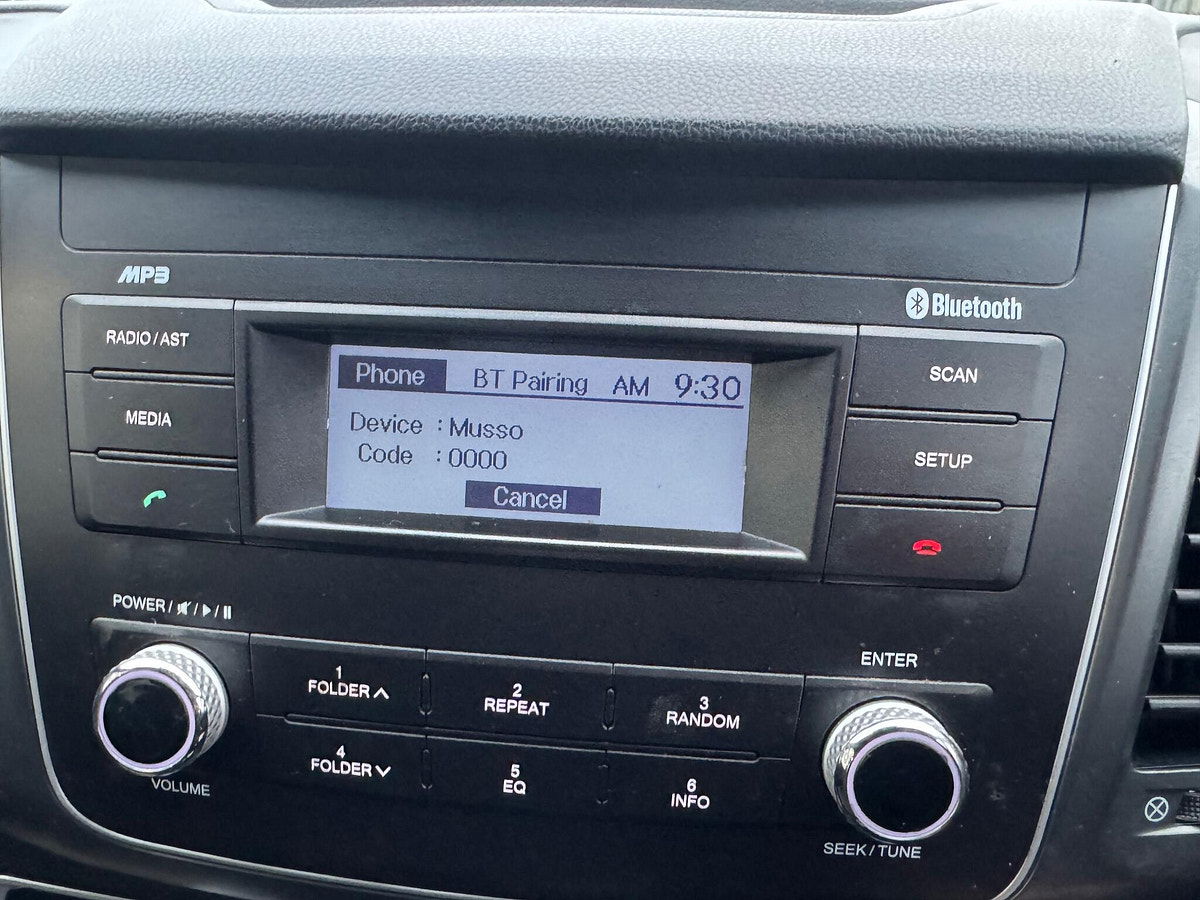 MP3
Bluetooth
RADIO/AST
MEDIA
Phone BT Pairing AM 9:30
Device : Musso
Code : 0000
Cancel
SCAN
SETUP
POWER/ / /
VOLUME
1
FOLDER
2
REPEAT
3
RANDOM
4
FOLDER
5
EQ
6
INFO
ENTER
SEEK/TUNE